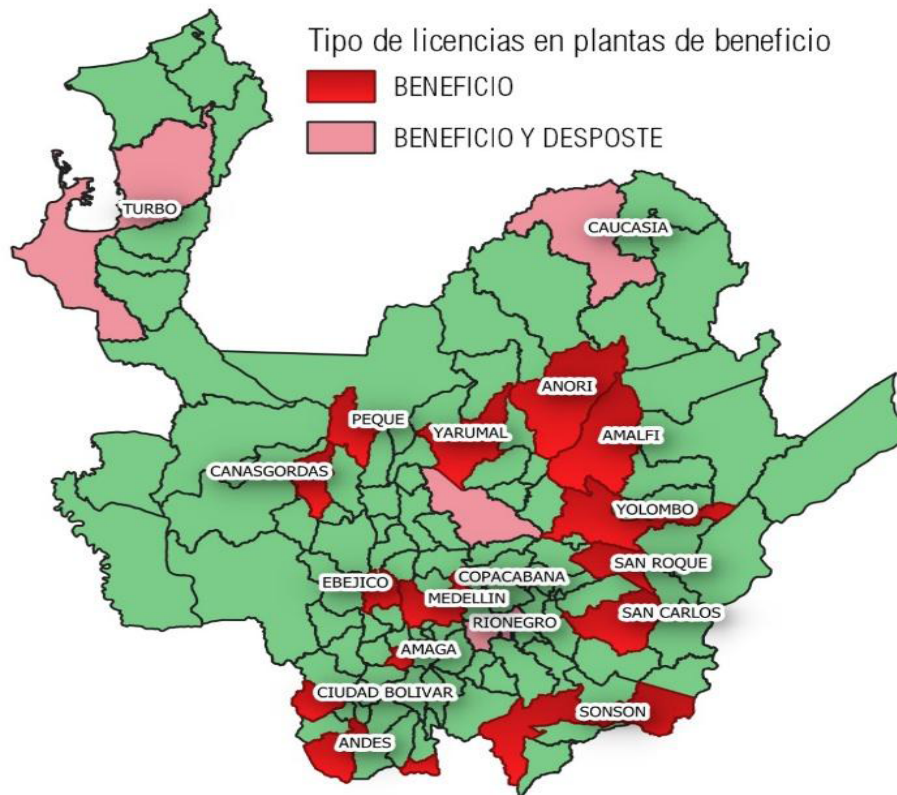 Tipo de licencias en plantas de beneficio
BENEFICIO
BENEFICIO Y DESPOSTE
TURBO
CAUCASIA
ANORI
PEQUE
YARUMAL
AMALFI
CANASGORDAS
YOLOMBO
SAN ROQUE
EBEJICO
COPACABANA
MEDELLIN
SAN CARLOS
RIONEGRO
AMAGA
CIUDAD BOLIVAR
SONSON
ANDES